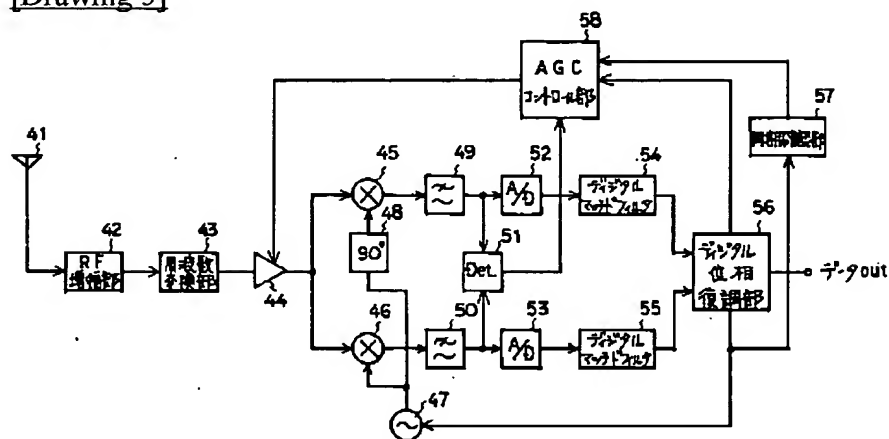 [Drawing
58
AGC
コントロール部
57
41
45
49
52
54
ディジタル
マッチドフィルタ
A/D
48
90°
42
RF
増幅部
43
周波数
変換部
44
51
Det.
56
ディジタル
位相
復調部
データout
46
50
53
A/D
55
ディジタル
マッチドフィルタ
47